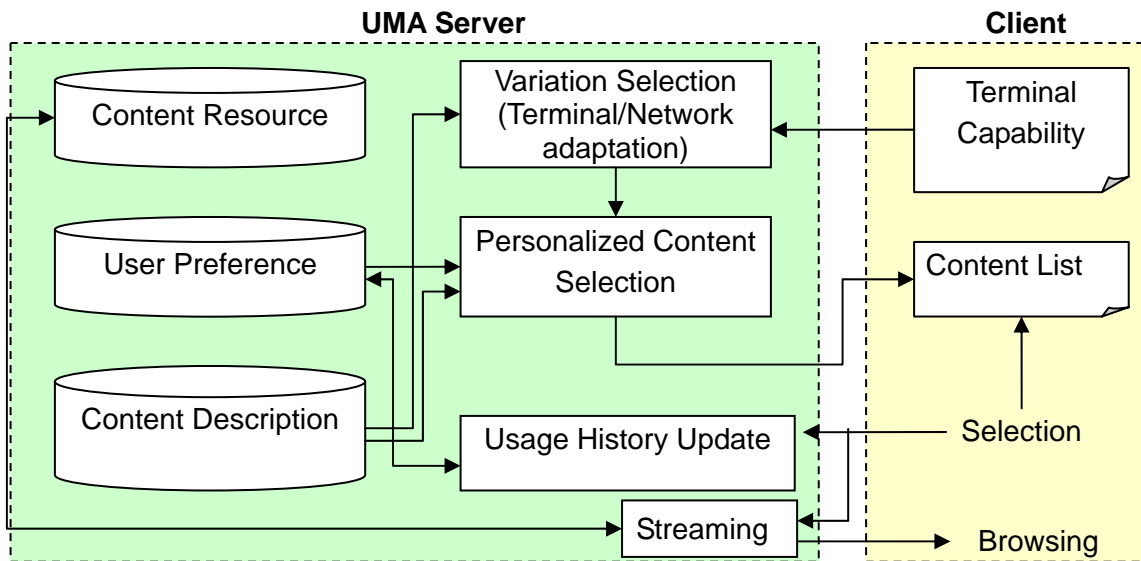 UMA Server
Client
Content Resource
Variation Selection
(Terminal/Network
adaptation)
Terminal
Capability
User Preference
Personalized Content
Selection
Content List
Content Description
Usage History Update
Selection
Streaming
Browsing